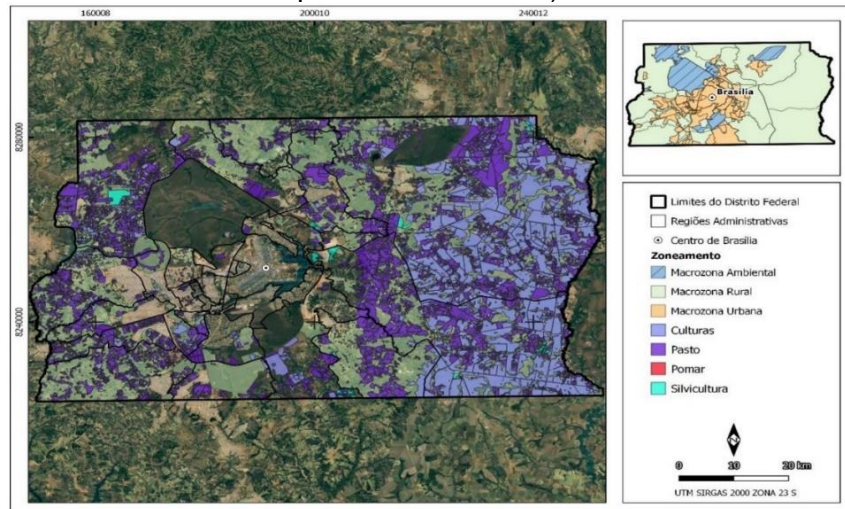 160008
200010
240012
8280000
8240000
Brasília
Limites do Distrito Federal
Regiões Administrativas
Centro de Brasília
Zoneamento
Macrozona Ambiental
Macrozona Rural
Macrozona Urbana
Culturas
Pasto
Pomar
Silvicultura
N
0 10 20 km
UTM SIRGAS 2000 ZONA 23 S